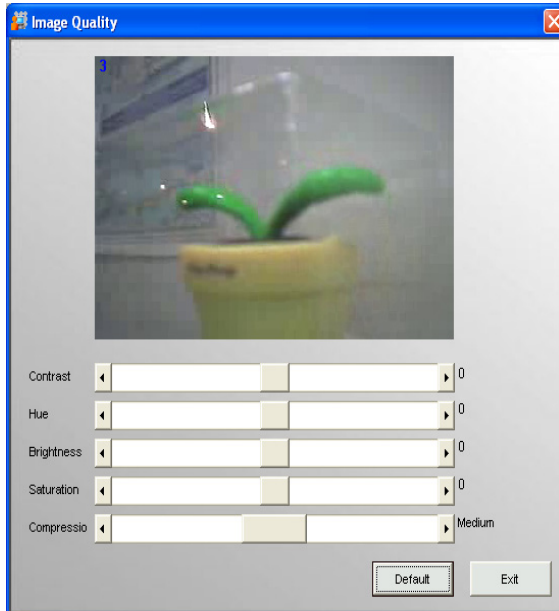 Image Quality
3
Contrast 0
Hue 0
Brightness 0
Saturation 0
Compressio Medium
Default Exit